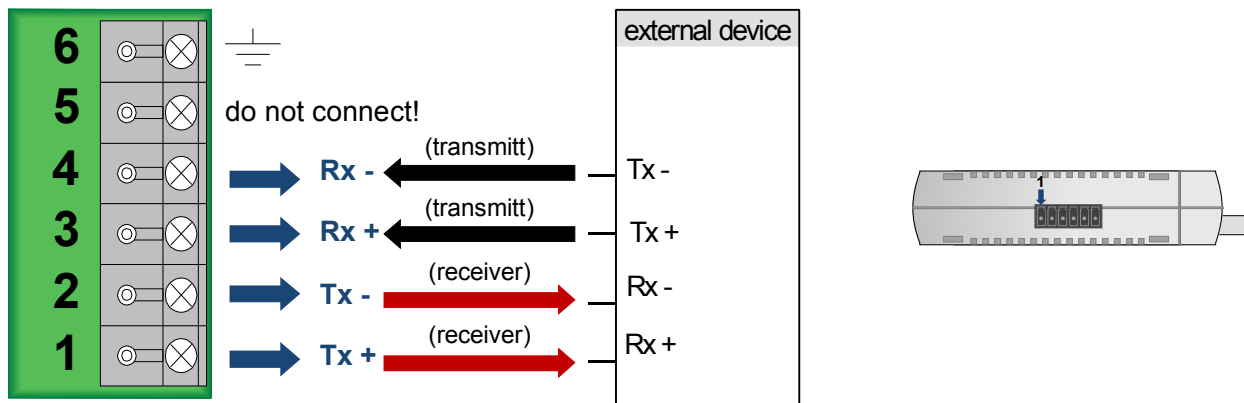 6
external device
5
do not connect!
4
Rx -
(transmitt)
Tx -
3
Rx +
(transmitt)
Tx +
2
Tx -
(receiver)
Rx -
1
Tx +
(receiver)
Rx +
1